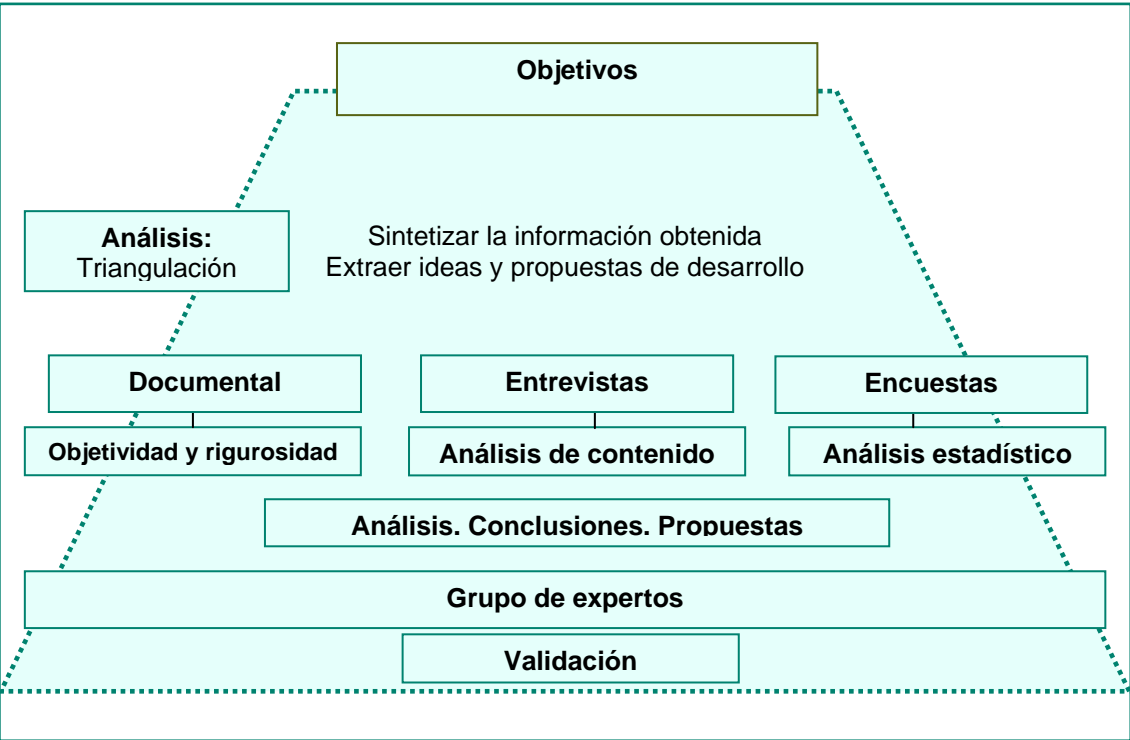 Objetivos
Análisis:
Triangulación
Sintetizar la información obtenida
Extraer ideas y propuestas de desarrollo
Documental
Entrevistas
Encuestas
Objetividad y rigurosidad
Análisis de contenido
Análisis estadístico
Análisis. Conclusiones. Propuestas
Grupo de expertos
Validación